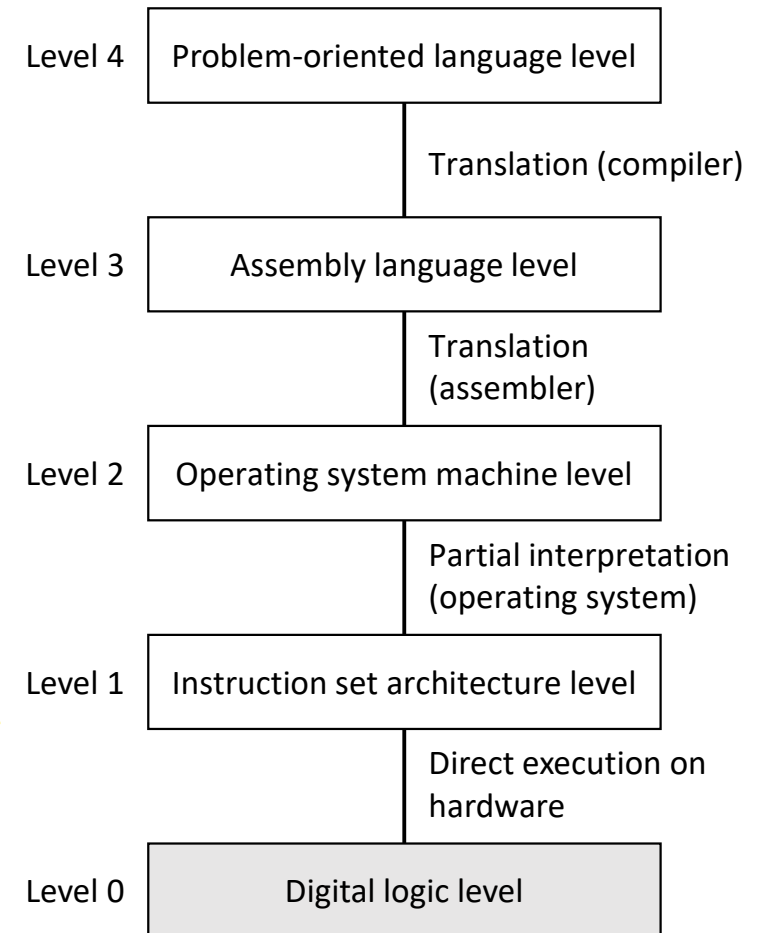 Level 4
Problem-oriented language level
Translation (compiler)
Level 3
Assembly language level
Translation
(assembler)
Level 2
Operating system machine level
Partial interpretation
(operating system)
Level 1
Instruction set architecture level
Direct execution on
hardware
Level 0
Digital logic level